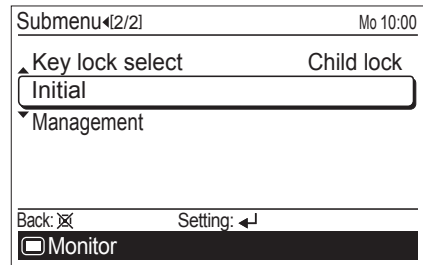 Submenu◂[2/2] Mo 10:00
Key lock select Child lock
Initial
Management
Back: Setting:
Monitor